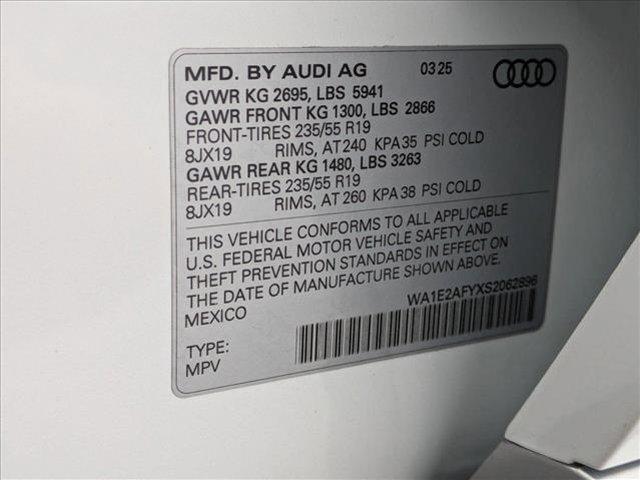 MFD. BY AUDI AG 03 25
GVWR KG 2695, LBS 5941
GAWR FRONT KG 1300, LBS 2866
FRONT-TIRES 235/55 R19
8JX19 RIMS, AT 240 KPA 35 PSI COLD
GAWR REAR KG 1480, LBS 3263
REAR-TIRES 235/55 R19
8JX19 RIMS, AT 260 KPA 38 PSI COLD
THIS VEHICLE CONFORMS TO ALL APPLICABLE
U.S. FEDERAL MOTOR VEHICLE SAFETY AND
THEFT PREVENTION STANDARDS IN EFFECT ON
THE DATE OF MANUFACTURE SHOWN ABOVE.
MEXICO WA1E2AFYXS2062896
TYPE:
MPV